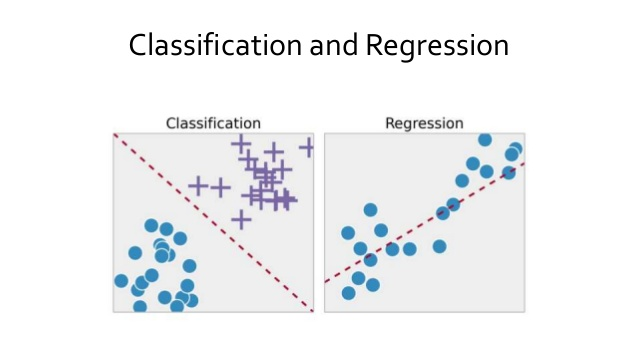 Classification and Regression
Classification
Regression